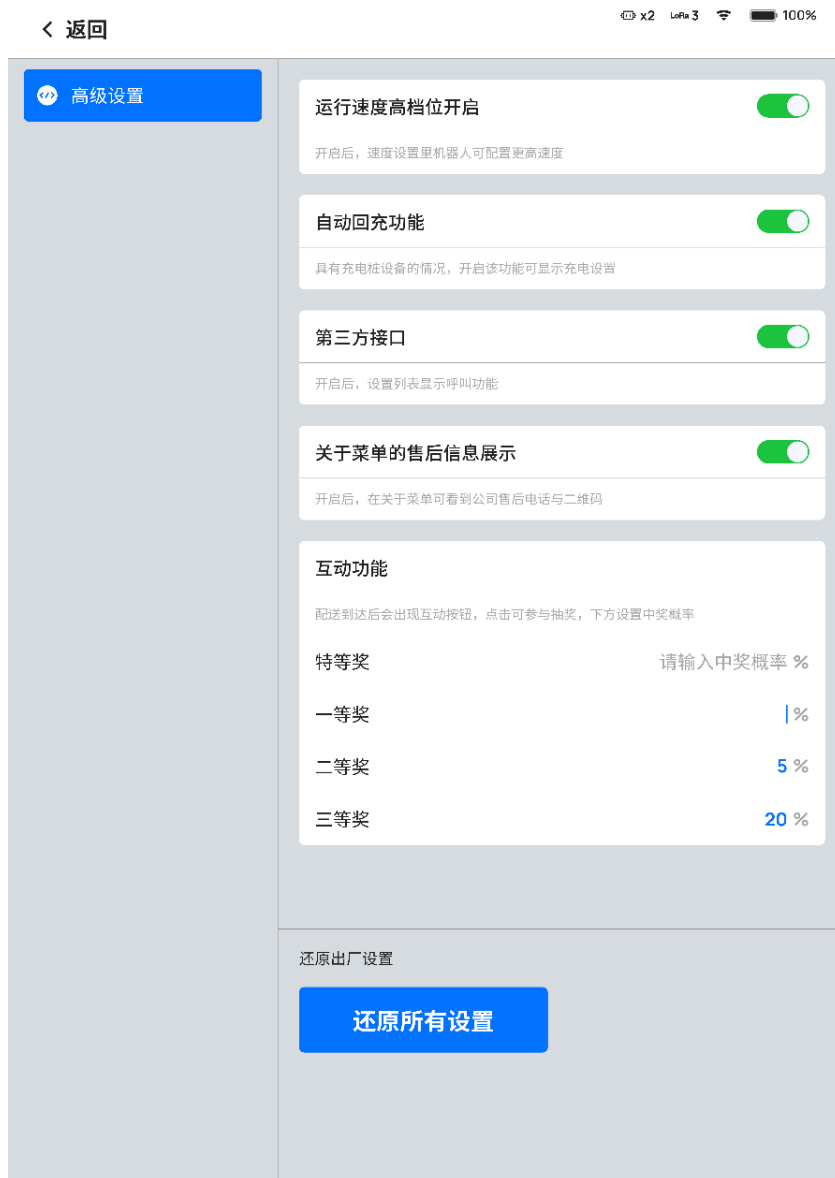 返回
x2 LoRa 3 100%
高级设置
运行速度高档位开启
开启后，速度设置里机器人可配置更高速度
自动回充功能
具有充电桩设备的情况，开启该功能可显示充电设置
第三方接口
开启后，设置列表显示呼叫功能
关于菜单的售后信息展示
开启后，在关于菜单可看到公司售后电话与二维码
互动功能
配送到达后会出现互动按钮，点击可参与抽奖，下方设置中奖概率
特等奖 请输入中奖概率 %
一等奖 %
二等奖 5 %
三等奖 20 %
还原出厂设置
还原所有设置